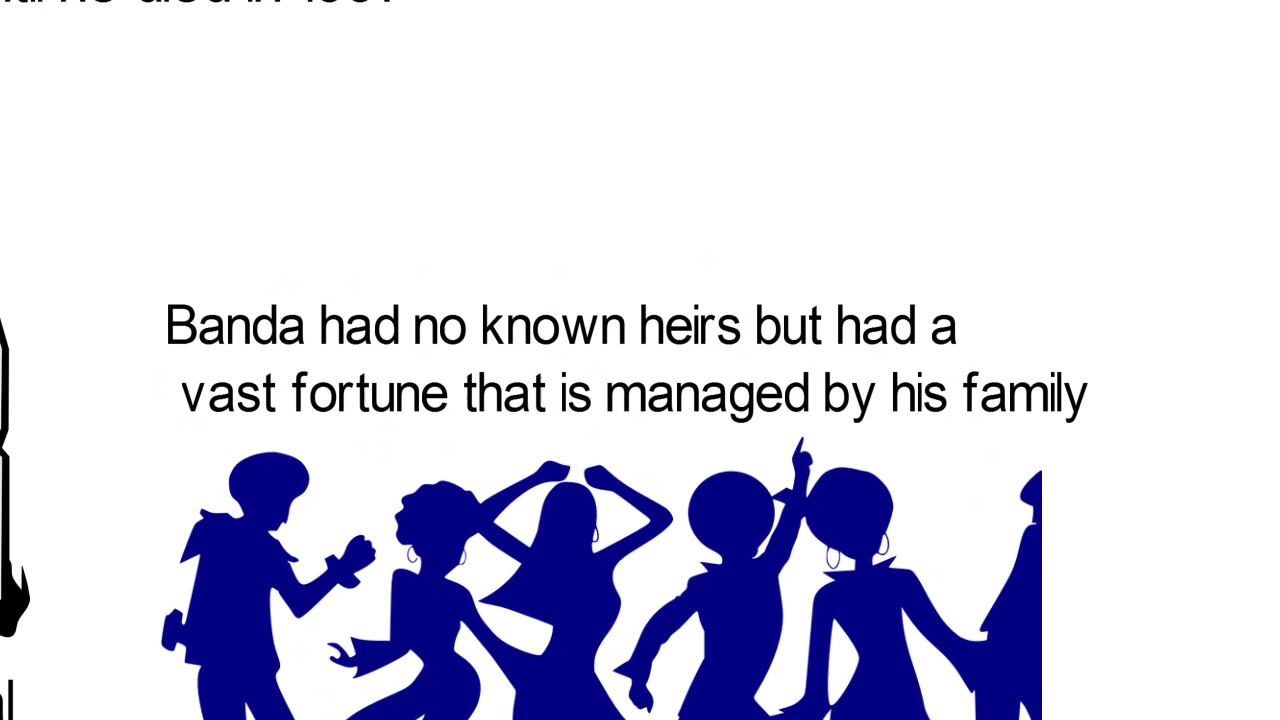 Banda had no known heirs but had a
vast fortune that is managed by his family